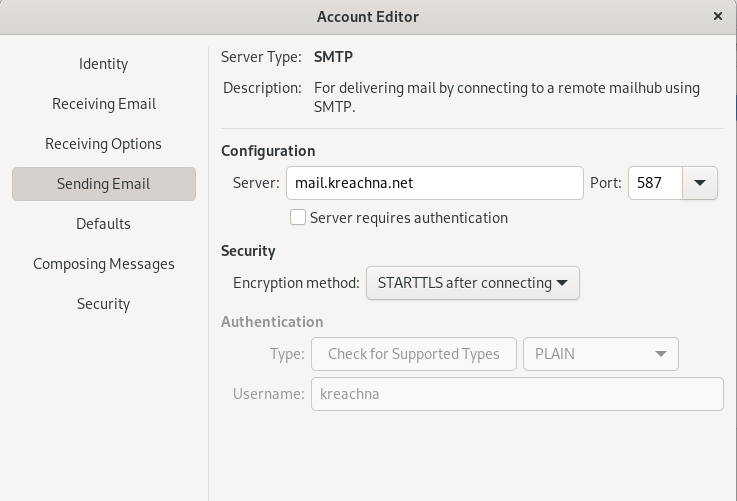 Account Editor
×
Identity
Receiving Email
Receiving Options
Sending Email
Defaults
Composing Messages
Security
Server Type: SMTP
Description: For delivering mail by connecting to a remote mailhub using
SMTP.
Configuration
Server: mail.kreachna.net Port: 587
Server requires authentication
Security
Encryption method: STARTTLS after connecting
Authentication
Type: Check for Supported Types PLAIN
Username: kreachna